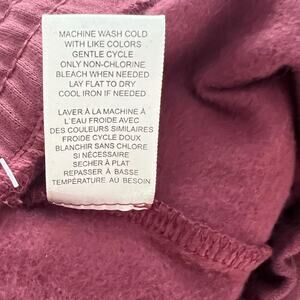 MACHINE WASH COLD
WITH LIKE COLORS
GENTLE CYCLE
ONLY NON-CHLORINE
BLEACH WHEN NEEDED
LAY FLAT TO DRY
COOL IRON IF NEEDED
LAVER À LA MACHINE À
L'EAU FROIDE AVEC
DES COULEURS SIMILAIRES
FROIDE CYCLE DOUX
BLANCHIR SANS CHLORE
SI NÉCESSAIRE
SECHER À PLAT
REPASSER À BASSE
TEMPÉRATURE AU BESOIN